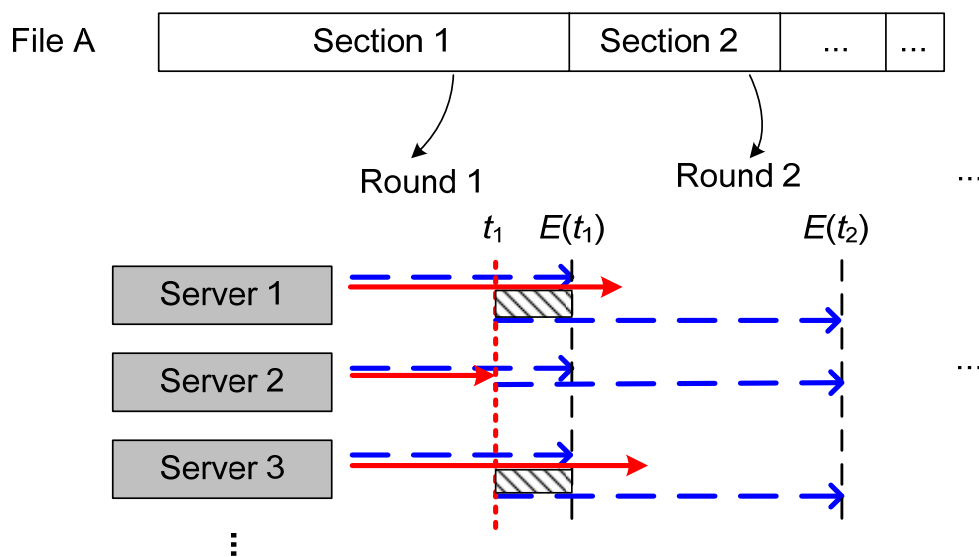 File A Section 1 Section 2 ... ...
Round 1 Round 2 ...
t1 E(t1) E(t2)
Server 1
Server 2 ...
Server 3
...